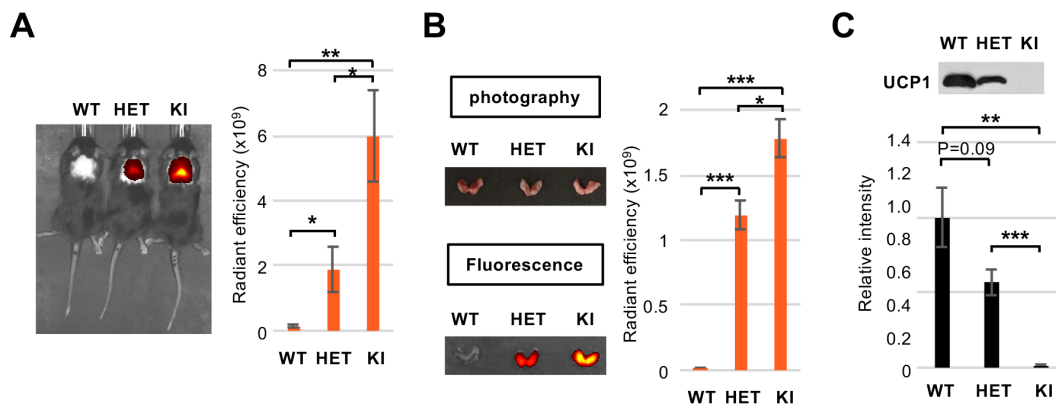 A
WT HET KI
Radiant efficiency (x10⁹)
8
6
4
2
0
**
*
*
WT HET KI
B
photography
WT HET KI
Fluorescence
WT HET KI
Radiant efficiency (x10⁹)
2
1.5
1
0.5
0
***
*
***
WT HET KI
C
WT HET KI
UCP1
Relative intensity
1.4
1.2
1.0
0.8
0.6
0.4
0.2
0
**
P=0.09
***
WT HET KI